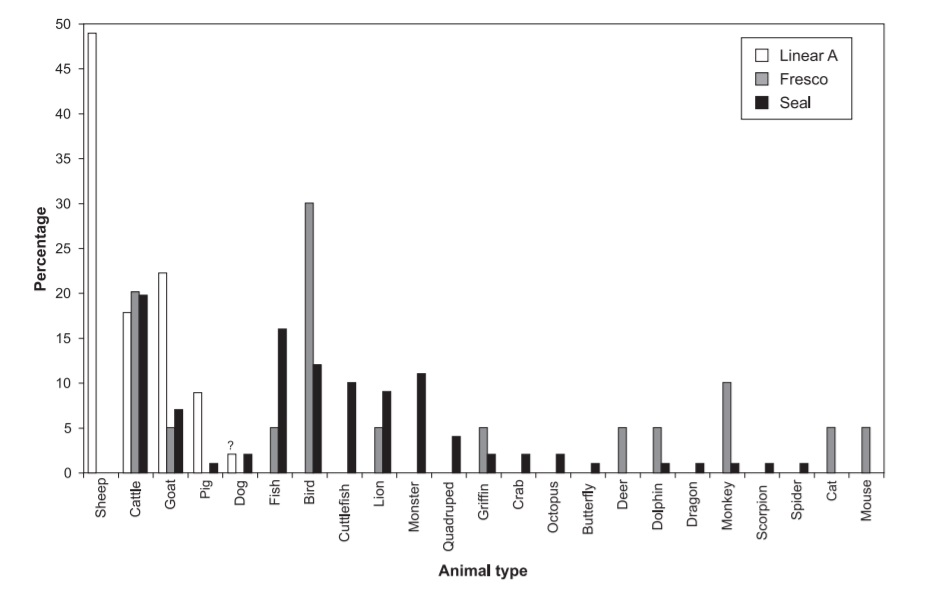 50
45
40
35
30
25
20
15
10
5
0
Percentage
Linear A
Fresco
Seal
?
Sheep
Cattle
Goat
Pig
Dog
Fish
Bird
Cuttlefish
Lion
Monster
Quadruped
Griffin
Crab
Octopus
Butterfly
Deer
Dolphin
Dragon
Monkey
Scorpion
Spider
Cat
Mouse
Animal type